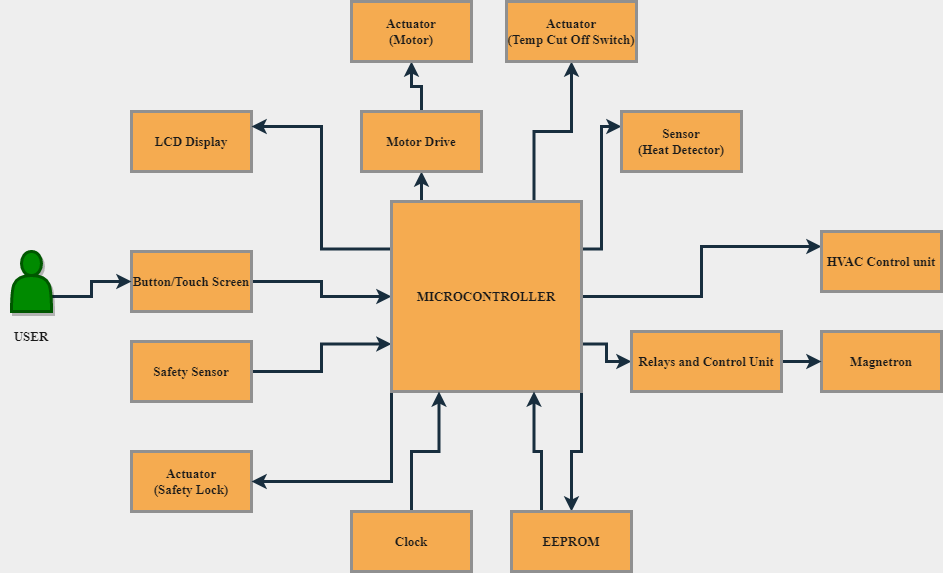 Actuator
(Motor)
Actuator
(Temp Cut Off Switch)
LCD Display
Motor Drive
Sensor
(Heat Detector)
Button/Touch Screen
MICROCONTROLLER
HVAC Control unit
USER
Safety Sensor
Relays and Control Unit
Magnetron
Actuator
(Safety Lock)
Clock
EEPROM